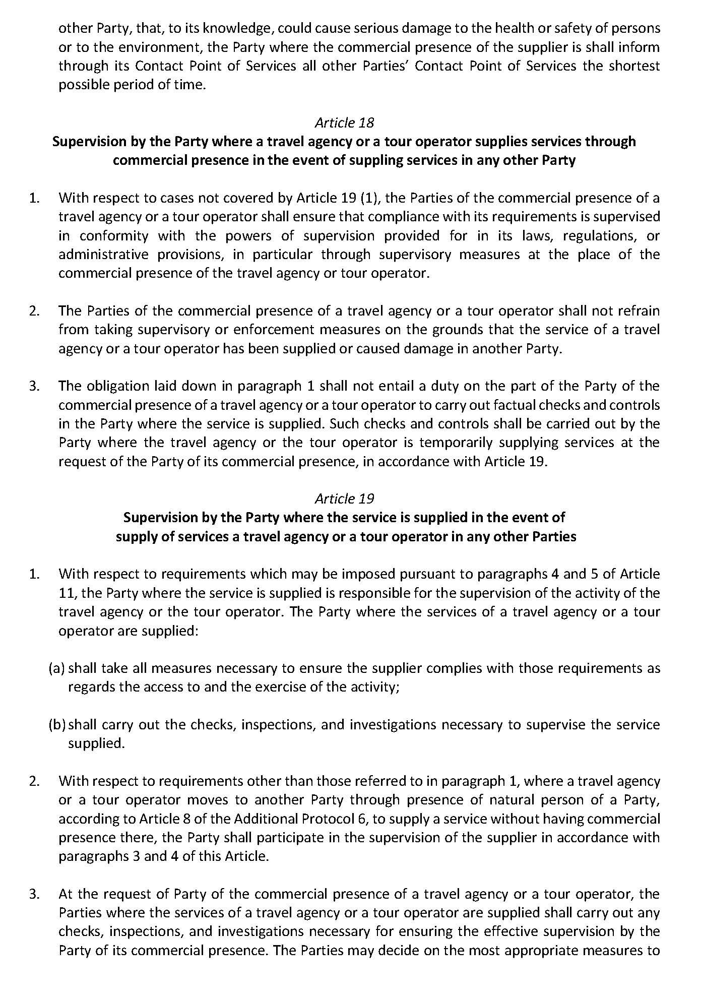 other Party, that, to its knowledge, could cause serious damage to the health or safety of persons
or to the environment, the Party where the commercial presence of the supplier is shall inform
through its Contact Point of Services all other Parties’ Contact Point of Services the shortest
possible period of time.
Article 18
Supervision by the Party where a travel agency or a tour operator supplies services through
commercial presence in the event of suppling services in any other Party
1. With respect to cases not covered by Article 19 (1), the Parties of the commercial presence of a
travel agency or a tour operator shall ensure that compliance with its requirements is supervised
in conformity with the powers of supervision provided for in its laws, regulations, or
administrative provisions, in particular through supervisory measures at the place of the
commercial presence of the travel agency or tour operator.
2. The Parties of the commercial presence of a travel agency or a tour operator shall not refrain
from taking supervisory or enforcement measures on the grounds that the service of a travel
agency or a tour operator has been supplied or caused damage in another Party.
3. The obligation laid down in paragraph 1 shall not entail a duty on the part of the Party of the
commercial presence of a travel agency or a tour operator to carry out factual checks and controls
in the Party where the service is supplied. Such checks and controls shall be carried out by the
Party where the travel agency or the tour operator is temporarily supplying services at the
request of the Party of its commercial presence, in accordance with Article 19.
Article 19
Supervision by the Party where the service is supplied in the event of
supply of services a travel agency or a tour operator in any other Parties
1. With respect to requirements which may be imposed pursuant to paragraphs 4 and 5 of Article
11, the Party where the service is supplied is responsible for the supervision of the activity of the
travel agency or the tour operator. The Party where the services of a travel agency or a tour
operator are supplied:
(a) shall take all measures necessary to ensure the supplier complies with those requirements as
regards the access to and the exercise of the activity;
(b) shall carry out the checks, inspections, and investigations necessary to supervise the service
supplied.
2. With respect to requirements other than those referred to in paragraph 1, where a travel agency
or a tour operator moves to another Party through presence of natural person of a Party,
according to Article 8 of the Additional Protocol 6, to supply a service without having commercial
presence there, the Party shall participate in the supervision of the supplier in accordance with
paragraphs 3 and 4 of this Article.
3. At the request of Party of the commercial presence of a travel agency or a tour operator, the
Parties where the services of a travel agency or a tour operator are supplied shall carry out any
checks, inspections, and investigations necessary for ensuring the effective supervision by the
Party of its commercial presence. The Parties may decide on the most appropriate measures to